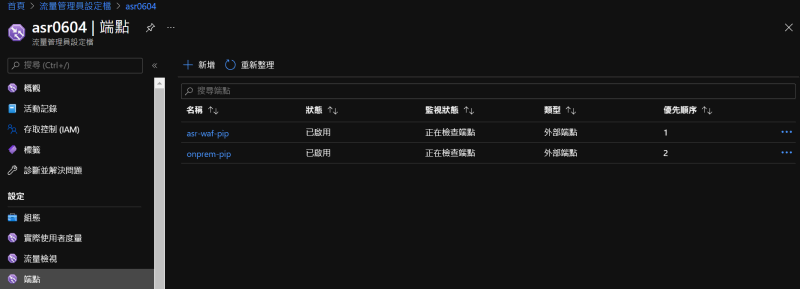 首頁 > 流量管理員設定檔 > asr0604
asr0604 | 端點
流量管理員設定檔
搜尋 (Ctrl+/)
«
概觀
活動記錄
存取控制 (IAM)
標籤
診斷並解決問題
設定
組態
實際使用者度量
流量檢視
端點
新增 重新整理
搜尋端點
名稱 ↑↓ 狀態 ↑↓ 監視狀態 ↑↓ 類型 ↑↓ 優先順序 ↑↓
asr-waf-pip 已啟用 正在檢查端點 外部端點 1
onprem-pip 已啟用 正在檢查端點 外部端點 2